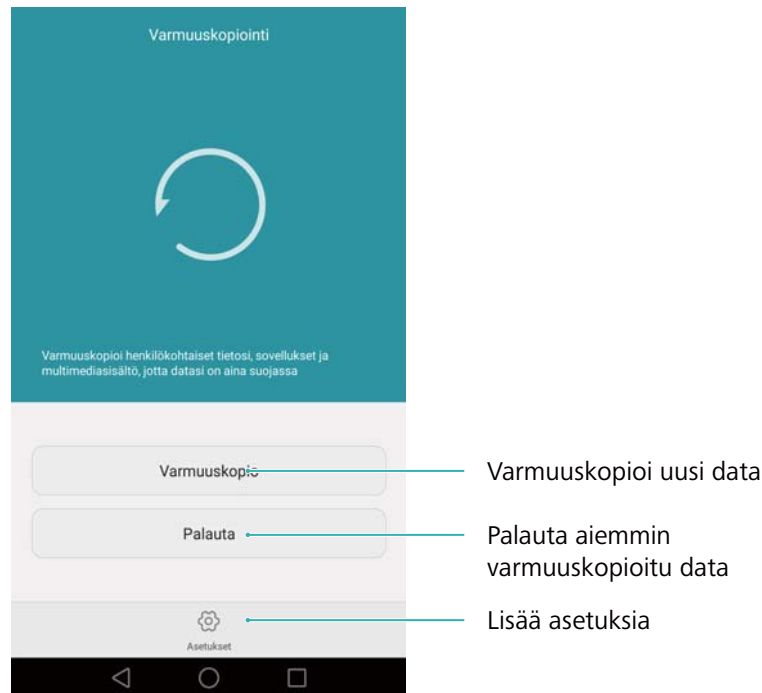 Varmuuskopiointi
Varmuuskopioi henkilökohtaiset tietosi, sovellukset ja
multimediasisältö, jotta datasi on aina suojassa
Varmuuskopio
Varmuuskopioi uusi data
Palauta
Palauta aiemmin
varmuuskopioitu data
Asetukset
Lisää asetuksia